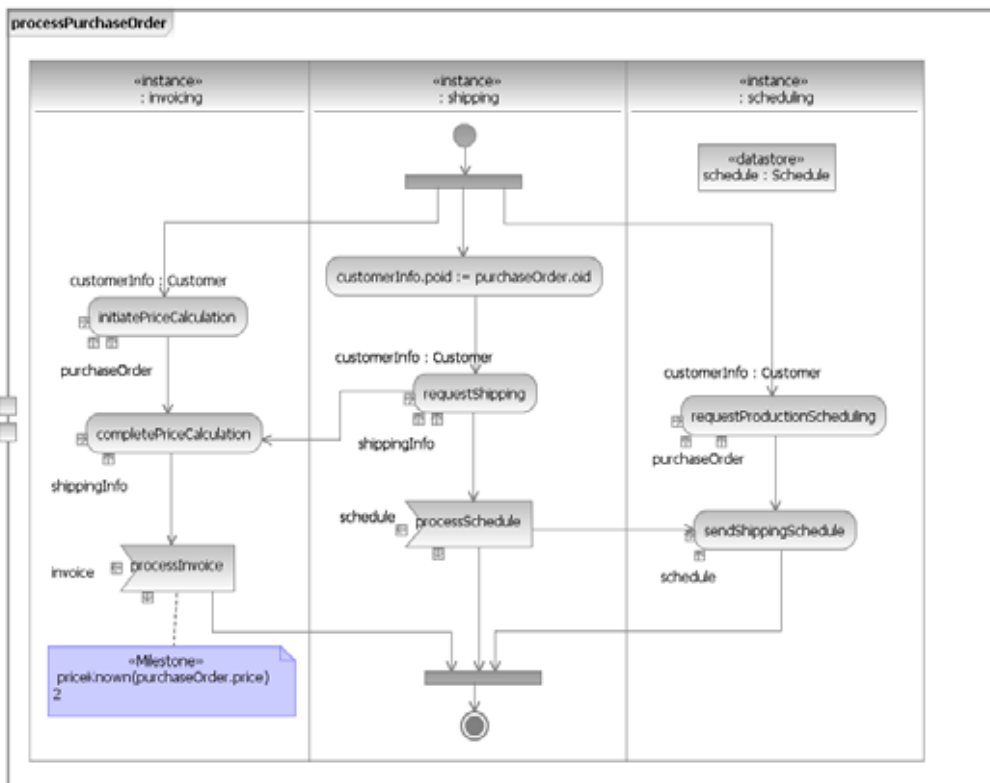 processPurchaseOrder
«instance»
: invoicing
«instance»
: shipping
«instance»
: scheduling
«datastore»
schedule : Schedule
customerInfo : Customer
initiatePriceCalculation
purchaseOrder
completePriceCalculation
shippingInfo
invoice
processInvoice
«Milestone»
priceKnown(purchaseOrder.price)
2
customerInfo.poid := purchaseOrder.oid
customerInfo : Customer
requestShipping
shippingInfo
schedule
processSchedule
customerInfo : Customer
requestProductionScheduling
purchaseOrder
sendShippingSchedule
schedule